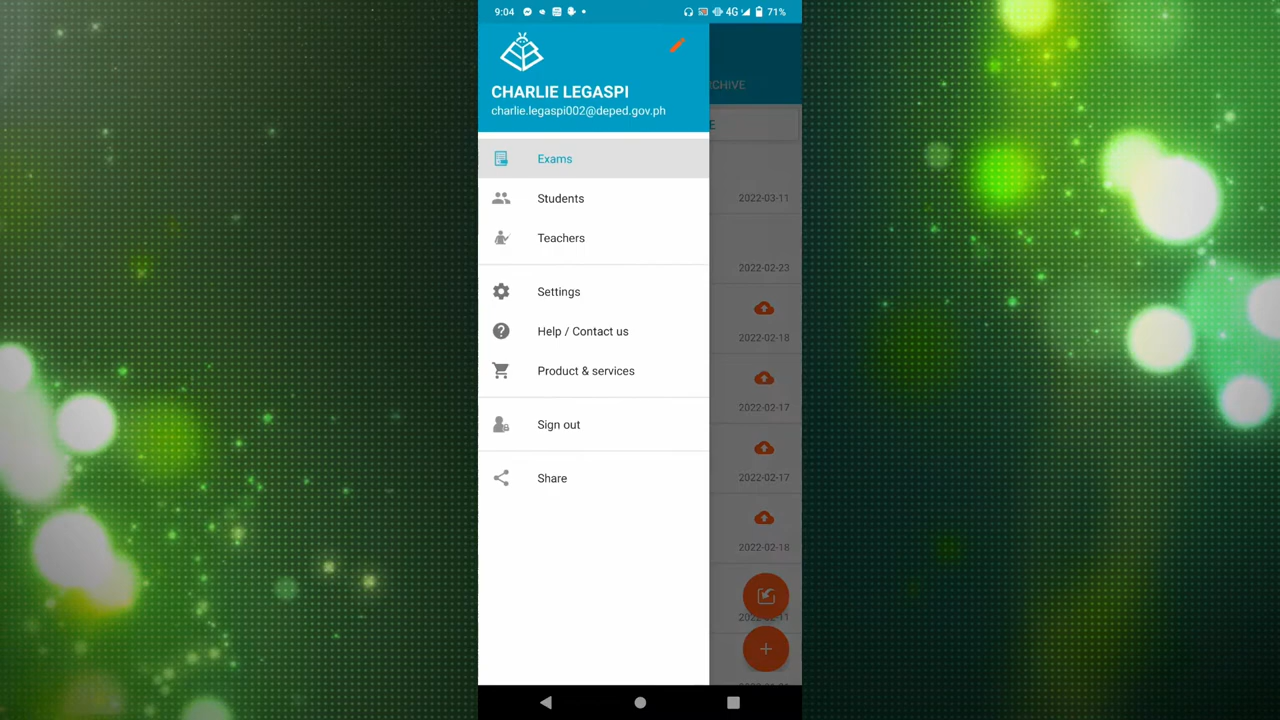 9:04
4G
71%
CHARLIE LEGASPI
charlie.legaspi002@deped.gov.ph
CHIVE
E
Exams
Students
Teachers
Settings
Help / Contact us
Product & services
Sign out
Share
2022-03-11
2022-02-23
2022-02-18
2022-02-17
2022-02-17
2022-02-18